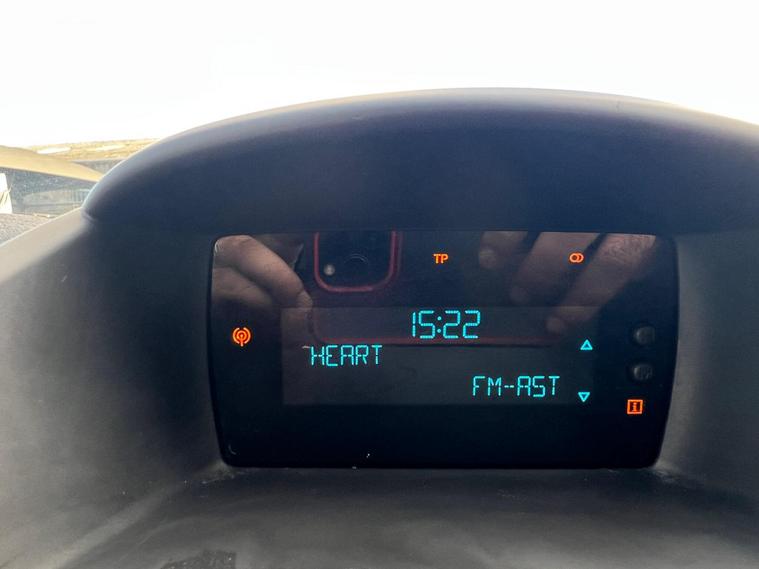 TP
15:22
HEART
FM-AST
i